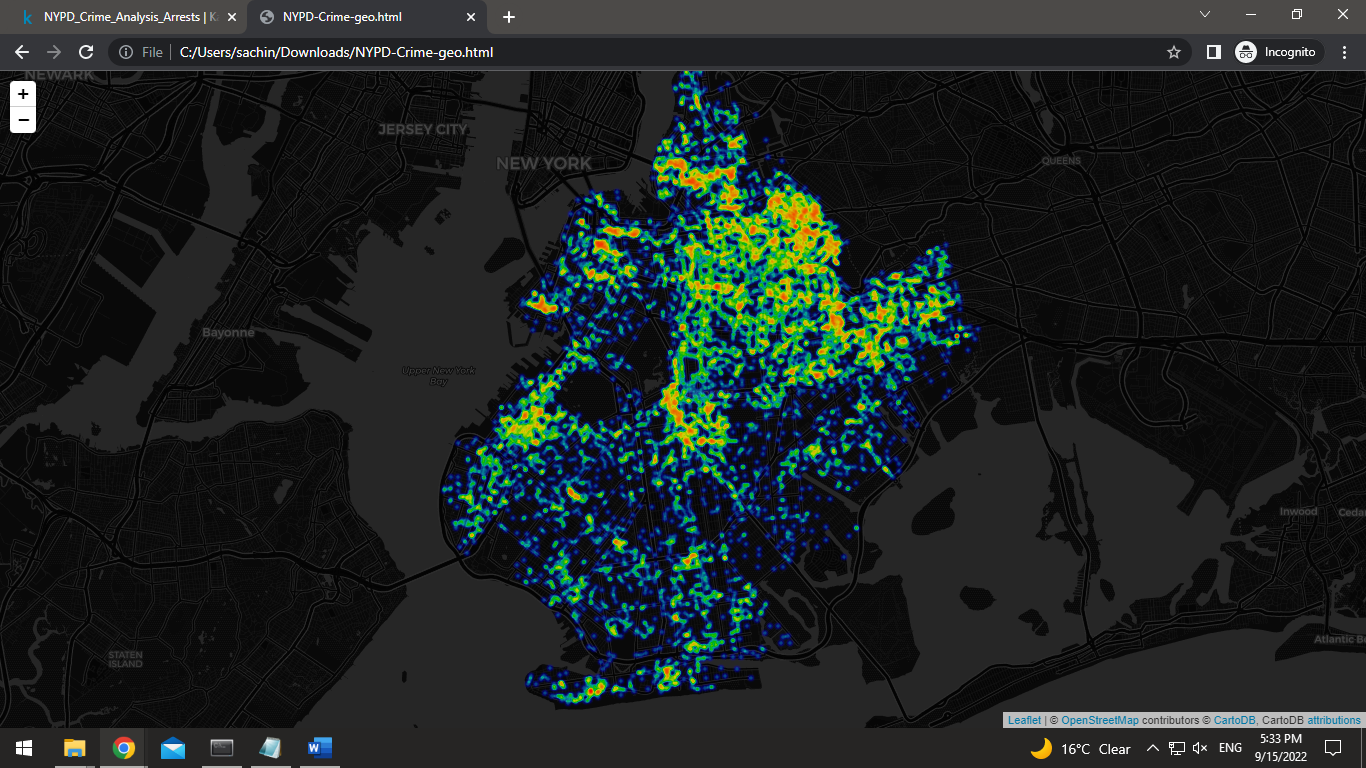 NYPD_Crime_Analysis_Arrests | K
NYPD-Crime-geo.html
File
C:/Users/sachin/Downloads/NYPD-Crime-geo.html
Incognito
NEWARK
+
−
JERSEY CITY
NEW YORK
QUEENS
Bayonne
Upper New York
Bay
Inwood
Ceda
STATEN
ISLAND
Atlantic Be
Leaflet | © OpenStreetMap contributors © CartoDB, CartoDB attributions
16°C Clear
ENG
5:33 PM
9/15/2022